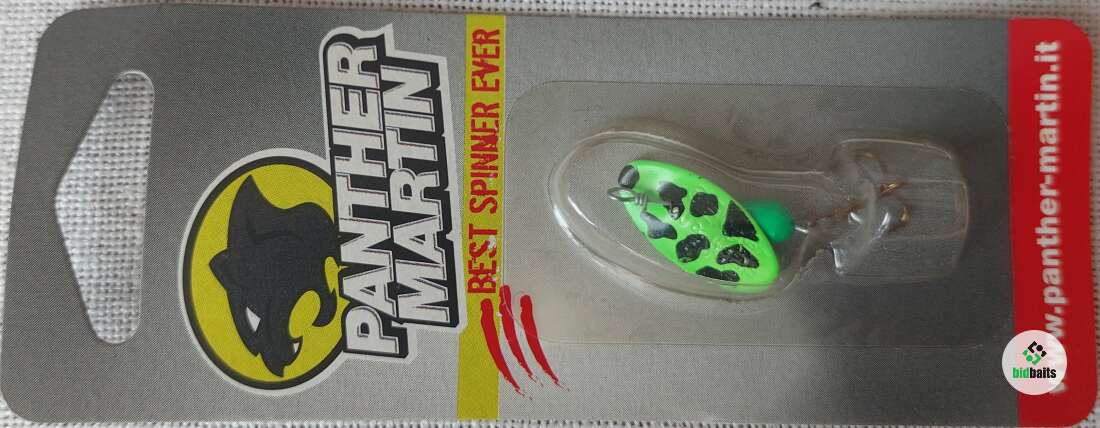 PANTHER
MARTIN
BEST SPINNER EVER
www.panther-martin.it
bidbaits